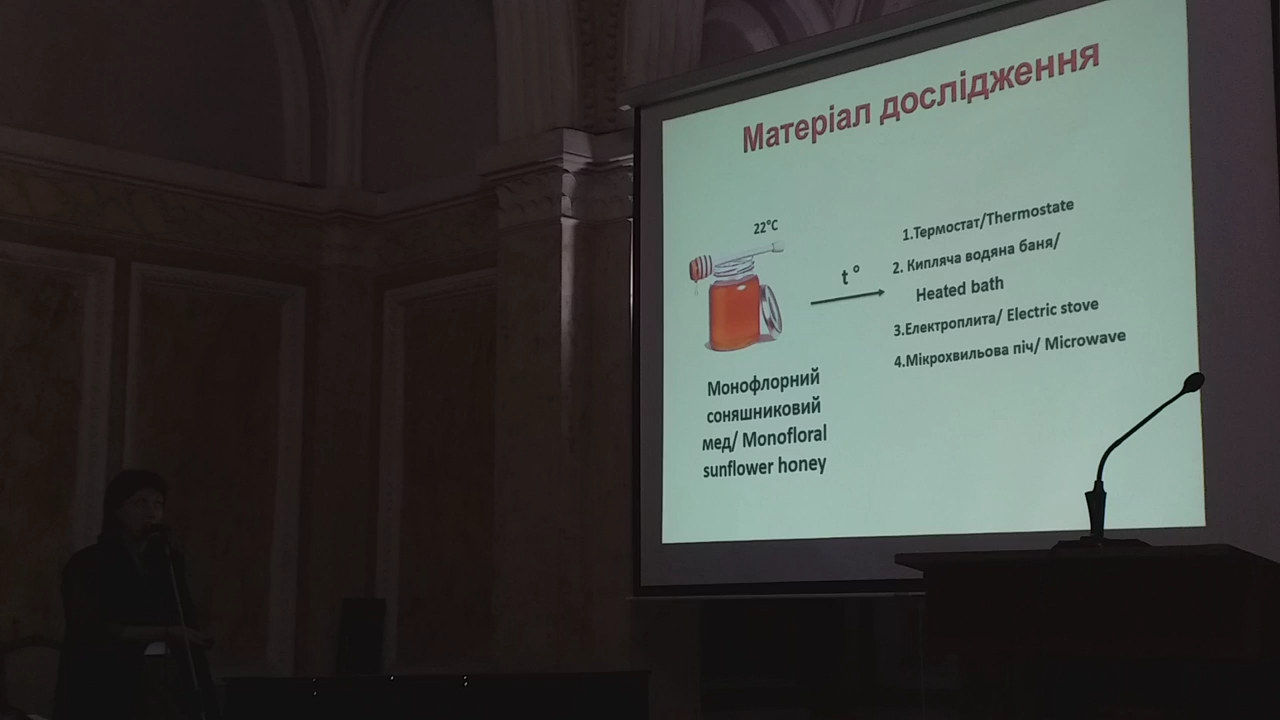 Матеріал дослідження
22°C
t °
1.Термостат/Thermostate
2. Кипляча водяна баня/
Heated bath
3.Електроплита/ Electric stove
4.Мікрохвильова піч/ Microwave
Монофлорний
соняшниковий
мед/ Monofloral
sunflower honey